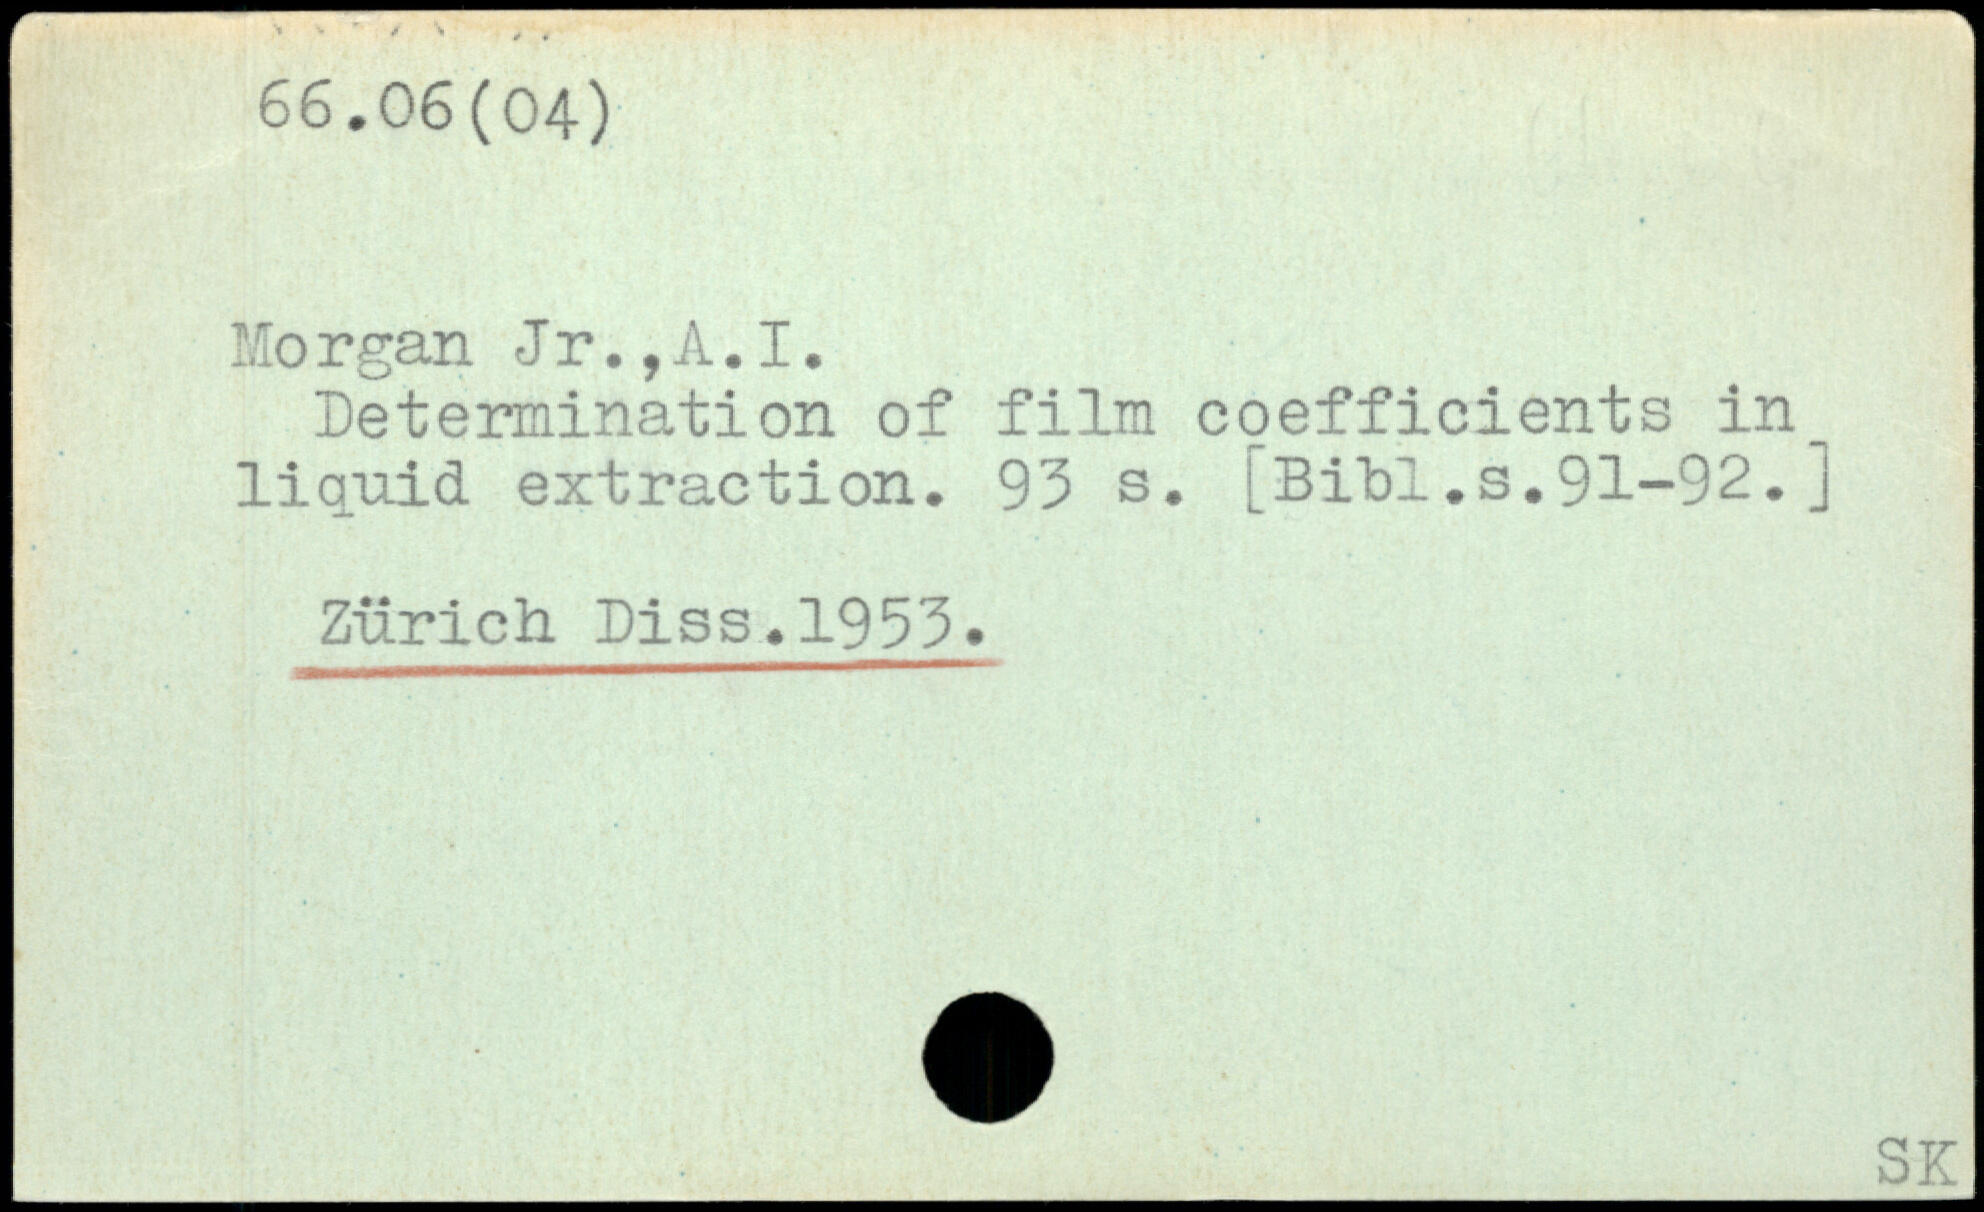 66.06(04)
Morgan Jr.,A.I.
Determination of film coefficients in
liquid extraction. 93 s. [Bibl.s.91-92.]
Zürich Diss.1953.
SK